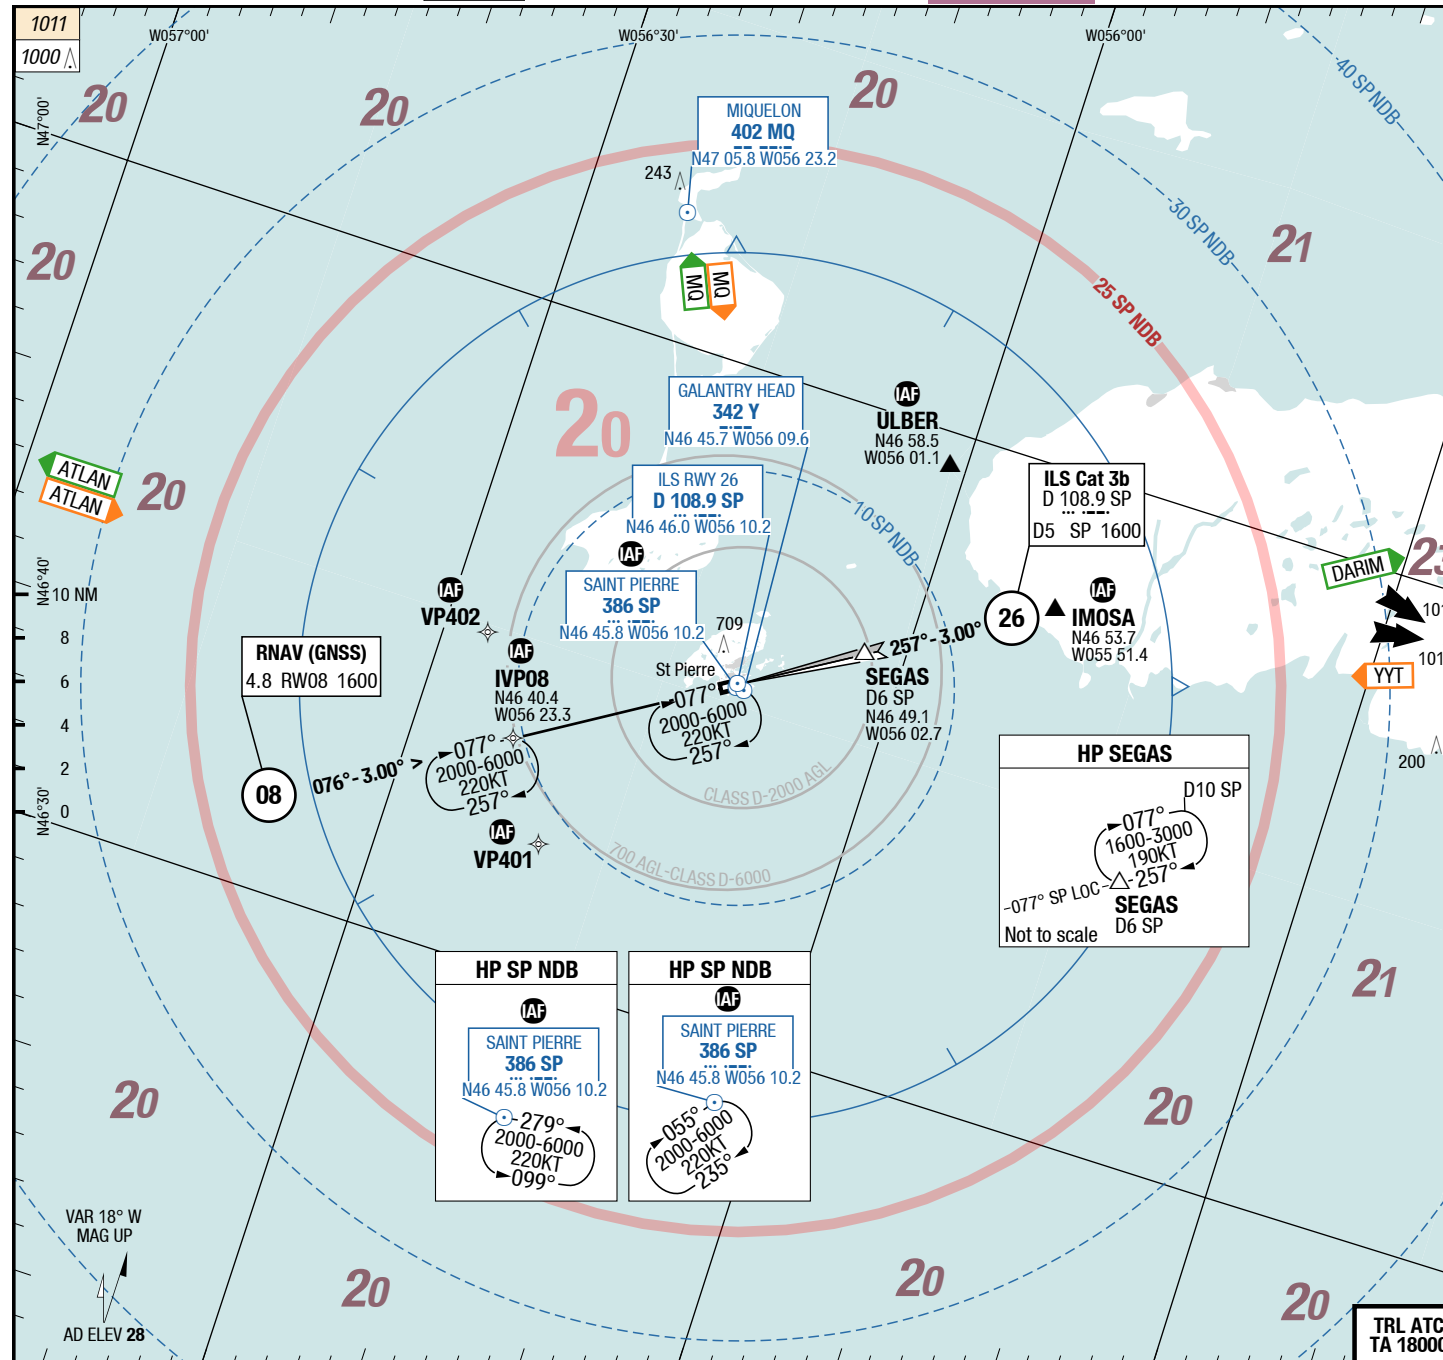 1011
1000
W057°00'
W056°30'
W056°00'
N47°00'
20
20
20
40 SP NDB
MIQUELON
402 MQ
N47 05.8 W056 23.2
243
30 SP NDB
21
20
MQ
MQ
25 SP NDB
GALANTRY HEAD
342 Y
N46 45.7 W056 09.6
20
IAF
ULBER
N46 58.5
W056 01.1
ATLAN
ATLAN
20
ILS RWY 26
D 108.9 SP
N46 46.0 W056 10.2
10 SP NDB
ILS Cat 3b
D 108.9 SP
D5 SP 1600
IAF
SAINT PIERRE
386 SP
N46 45.8 W056 10.2
DARIM
23
N46°40'
10 NM
8
6
4
2
0
N46°30'
IAF
VP402
709
257°-3.00°
26
IAF
IMOSA
N46 53.7
W055 51.4
101
101
RNAV (GNSS)
4.8 RW08 1600
IAF
IVP08
N46 40.4
W056 23.3
St Pierre
SEGAS
D6 SP
N46 49.1
W056 02.7
YYT
077°
2000-6000
220KT
257°
200
08
076°-3.00° >
077°
2000-6000
220KT
257°
CLASS D-2000 AGL
700 AGL-CLASS D-6000
IAF
VP401
HP SEGAS
D10 SP
077°
1600-3000
190KT
257°
077° SP LOC
SEGAS
D6 SP
Not to scale
HP SP NDB
IAF
SAINT PIERRE
386 SP
N46 45.8 W056 10.2
279°
2000-6000
220KT
099°
HP SP NDB
IAF
SAINT PIERRE
386 SP
N46 45.8 W056 10.2
055°
2000-6000
220KT
235°
21
20
20
VAR 18° W
MAG UP
AD ELEV 28
20
20
20
TRL ATC
TA 18000